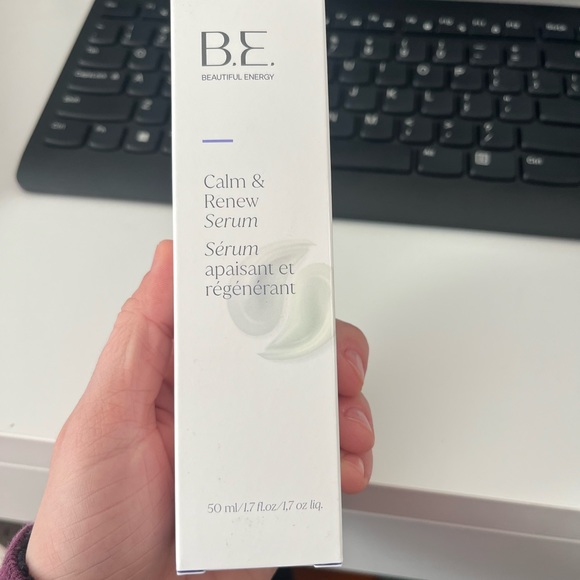 B.E.
BEAUTIFUL ENERGY
Calm &
Renew
Serum
Sérum
apaisant et
régénérant
50 ml/1.7 fl.oz/1,7 oz liq.